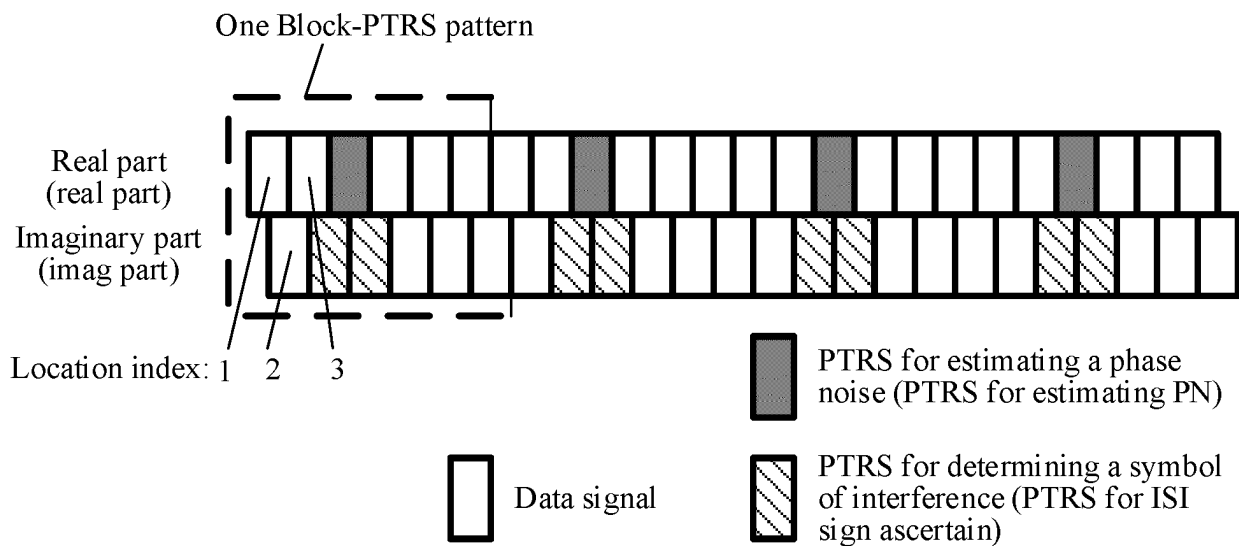 One Block-PTRS pattern
Real part
(real part)
Imaginary part
(imag part)
Location index: 1 2 3
PTRS for estimating a phase
noise (PTRS for estimating PN)
Data signal
PTRS for determining a symbol
of interference (PTRS for ISI
sign ascertain)